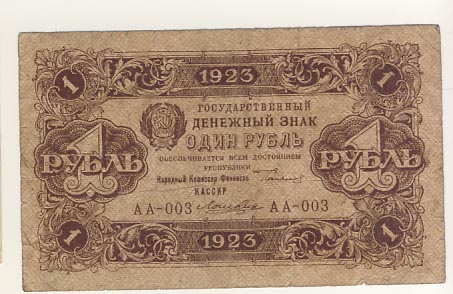 1 1923 1
ГОСУДАРСТВЕННЫЙ
ДЕНЕЖНЫЙ ЗНАК
ОДИН РУБЛЬ
ОБЕСПЕЧИВАЕТСЯ ВСЕМ ДОСТОЯНИЕМ
РЕСПУБЛИКИ
1 РУБЛЬ
1 РУБЛЬ
Народный Комиссар Финансов
КАССИР
АА-003 АА-003
1 1923 1